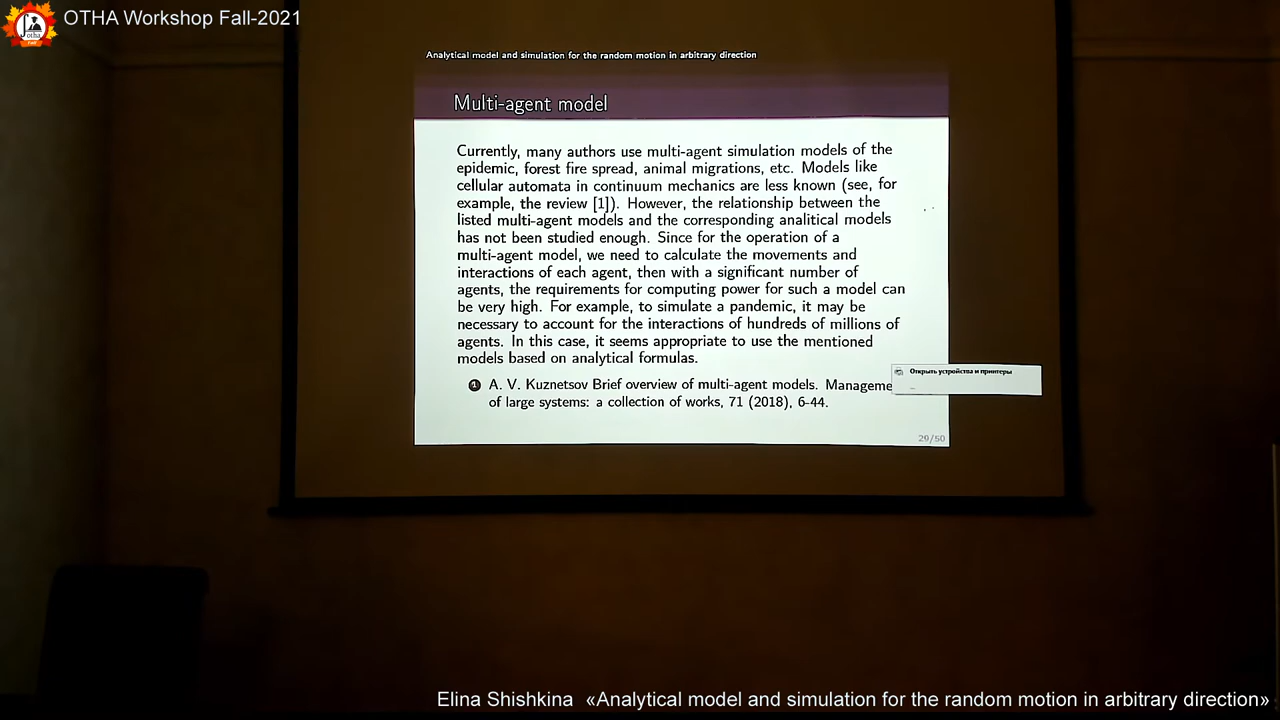 OTHA Workshop Fall-2021
otha
Analytical model and simulation for the random motion in arbitrary direction
Multi-agent model
Currently, many authors use multi-agent simulation models of the
epidemic, forest fire spread, animal migrations, etc. Models like
cellular automata in continuum mechanics are less known (see, for
example, the review [1]). However, the relationship between the
listed multi-agent models and the corresponding analitical models
has not been studied enough. Since for the operation of a
multi-agent model, we need to calculate the movements and
interactions of each agent, then with a significant number of
agents, the requirements for computing power for such a model can
be very high. For example, to simulate a pandemic, it may be
necessary to account for the interactions of hundreds of millions of
agents. In this case, it seems appropriate to use the mentioned
models based on analytical formulas.
Открыть устройства и принтеры
1 A. V. Kuznetsov Brief overview of multi-agent models. Manageme
of large systems: a collection of works, 71 (2018), 6-44.
29/50
Elina Shishkina «Analytical model and simulation for the random motion in arbitrary direction»